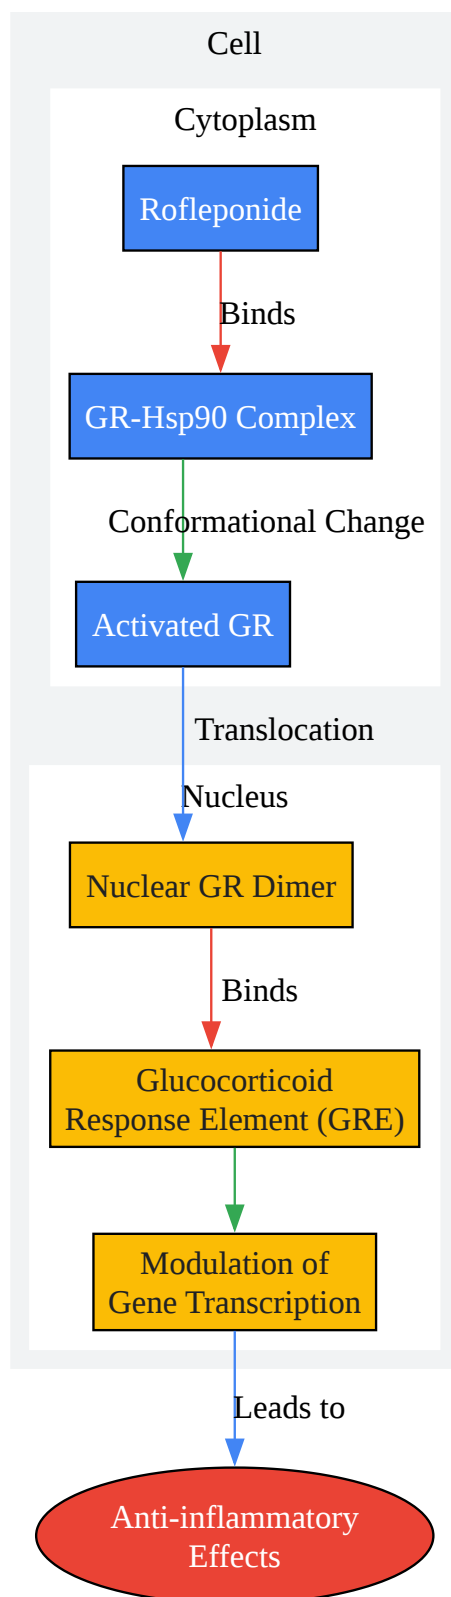 Cell
Cytoplasm
Rofleponide
Binds
GR-Hsp90 Complex
Conformational Change
Activated GR
Translocation
Nucleus
Nuclear GR Dimer
Binds
Glucocorticoid
Response Element (GRE)
Modulation of
Gene Transcription
Leads to
Anti-inflammatory
Effects